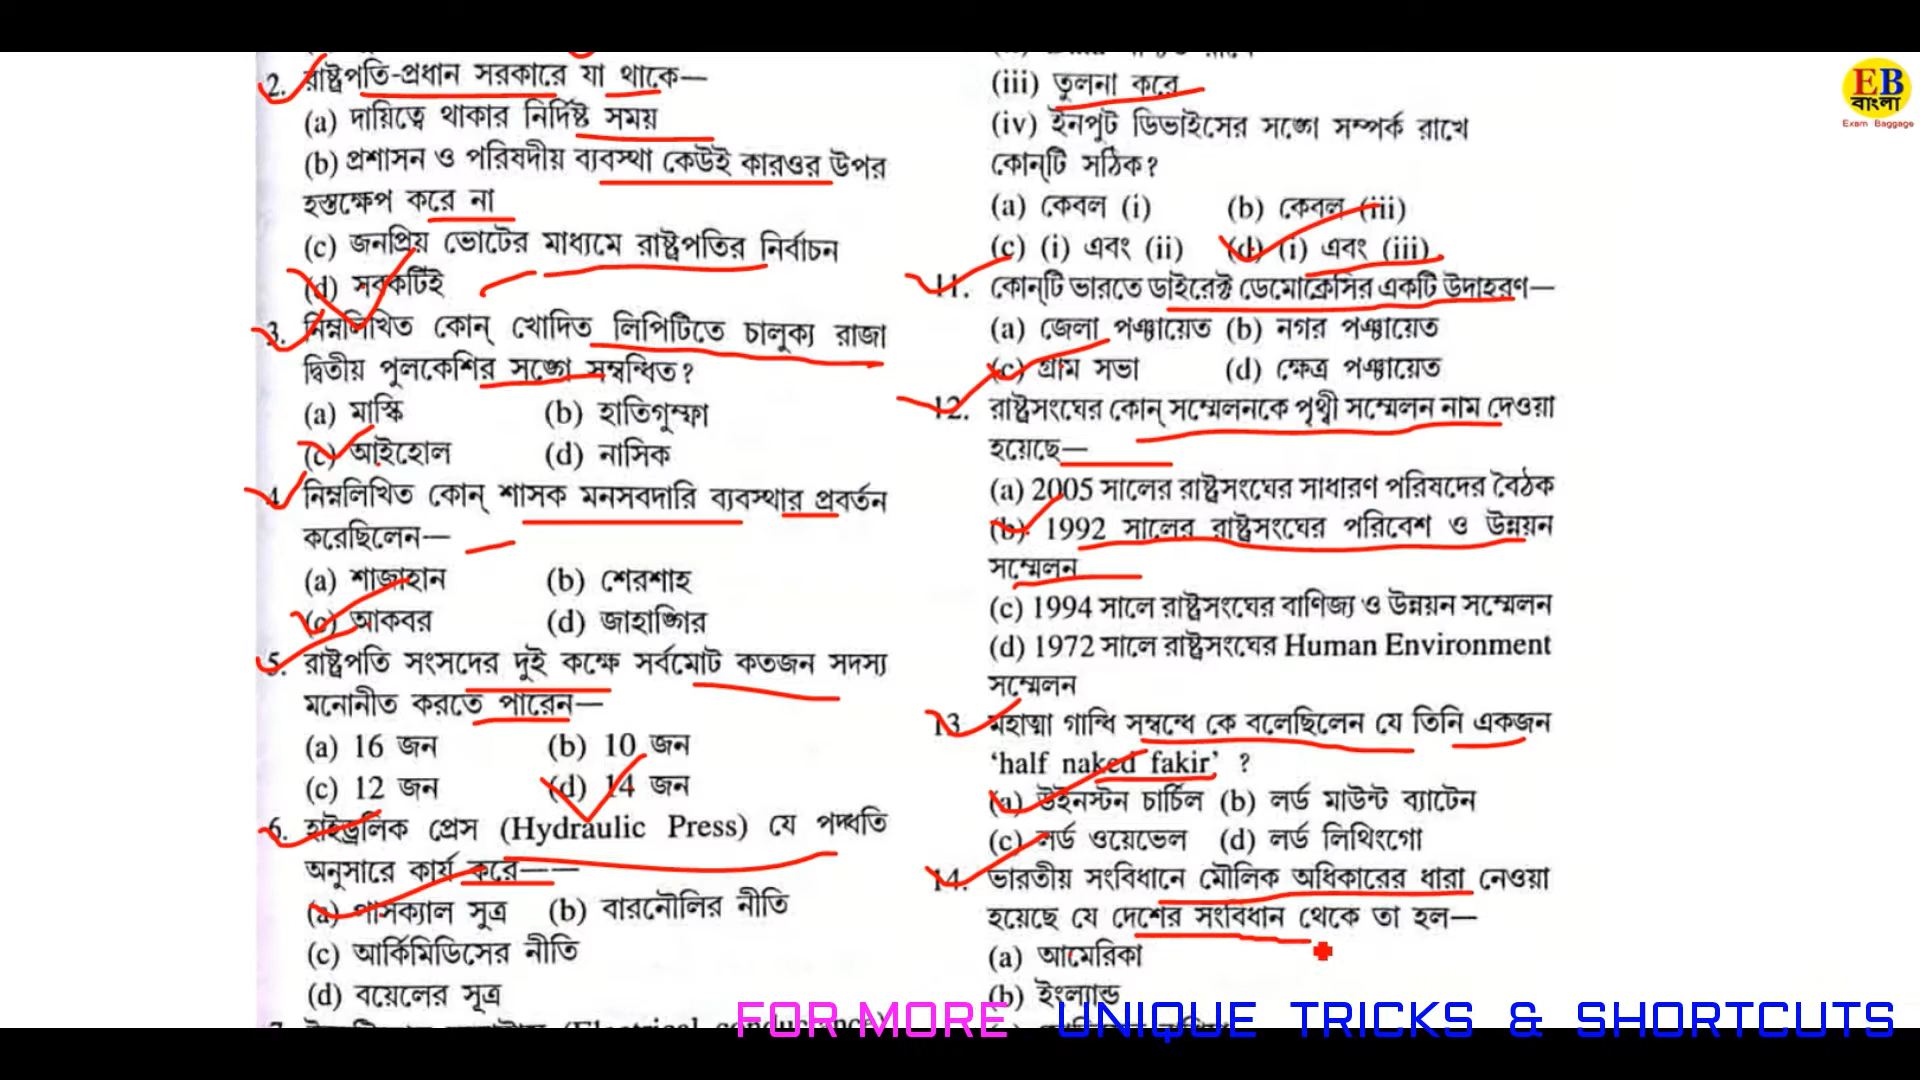 2. রাষ্ট্রপতি-প্রধান সরকারে যা থাকে—
(a) দায়িত্বে থাকার নির্দিষ্ট সময়
(b) প্রশাসন ও পরিষদীয় ব্যবস্থা কেউই কারওর উপর
হস্তক্ষেপ করে না
(c) জনপ্রিয় ভোটের মাধ্যমে রাষ্ট্রপতির নির্বাচন
(d) সবকটিই
3. নিম্নলিখিত কোন্ খোদিত লিপিটিতে চালুক্য রাজা
দ্বিতীয় পুলকেশির সঙ্গে সম্বন্ধিত?
(a) মাস্কি (b) হাতিগুম্ফা
(c) আইহোল (d) নাসিক
4. নিম্নলিখিত কোন্ শাসক মনসবদারি ব্যবস্থার প্রবর্তন
করেছিলেন—
(a) শাজাহান (b) শেরশাহ
(c) আকবর (d) জাহাঙ্গির
5. রাষ্ট্রপতি সংসদের দুই কক্ষে সর্বমোট কতজন সদস্য
মনোনীত করতে পারেন—
(a) 16 জন (b) 10 জন
(c) 12 জন (d) 14 জন
6. হাইড্রলিক প্রেস (Hydraulic Press) যে পদ্ধতি
অনুসারে কার্য করে——
(a) পাসক্যাল সুত্র (b) বারনৌলির নীতি
(c) আর্কিমিডিসের নীতি
(d) বয়েলের সূত্র
(iii) তুলনা করে
(iv) ইনপুট ডিভাইসের সঙ্গে সম্পর্ক রাখে
কোন্‌টি সঠিক?
(a) কেবল (i) (b) কেবল (iii)
(c) (i) এবং (ii) (d) (i) এবং (iii)
11. কোন্‌টি ভারতে ডাইরেক্ট ডেমোক্রেসির একটি উদাহরণ—
(a) জেলা পঞ্চায়েত (b) নগর পঞ্চায়েত
(c) গ্রাম সভা (d) ক্ষেত্র পঞ্চায়েত
12. রাষ্ট্রসংঘের কোন্ সম্মেলনকে পৃথ্বী সম্মেলন নাম দেওয়া
হয়েছে—
(a) 2005 সালের রাষ্ট্রসংঘের সাধারণ পরিষদের বৈঠক
(b) 1992 সালের রাষ্ট্রসংঘের পরিবেশ ও উন্নয়ন
সম্মেলন
(c) 1994 সালে রাষ্ট্রসংঘের বাণিজ্য ও উন্নয়ন সম্মেলন
(d) 1972 সালে রাষ্ট্রসংঘের Human Environment
সম্মেলন
13. মহাত্মা গান্ধি সম্বন্ধে কে বলেছিলেন যে তিনি একজন
‘half naked fakir’ ?
(a) উইনস্টন চার্চিল (b) লর্ড মাউন্ট ব্যাটেন
(c) লর্ড ওয়েভেল (d) লর্ড লিথিংগো
14. ভারতীয় সংবিধানে মৌলিক অধিকারের ধারা নেওয়া
হয়েছে যে দেশের সংবিধান থেকে তা হল—
(a) আমেরিকা
(b) ইংল্যান্ড
EB
বাংলা
Exam Baggage
FOR MORE UNIQUE TRICKS & SHORTCUTS